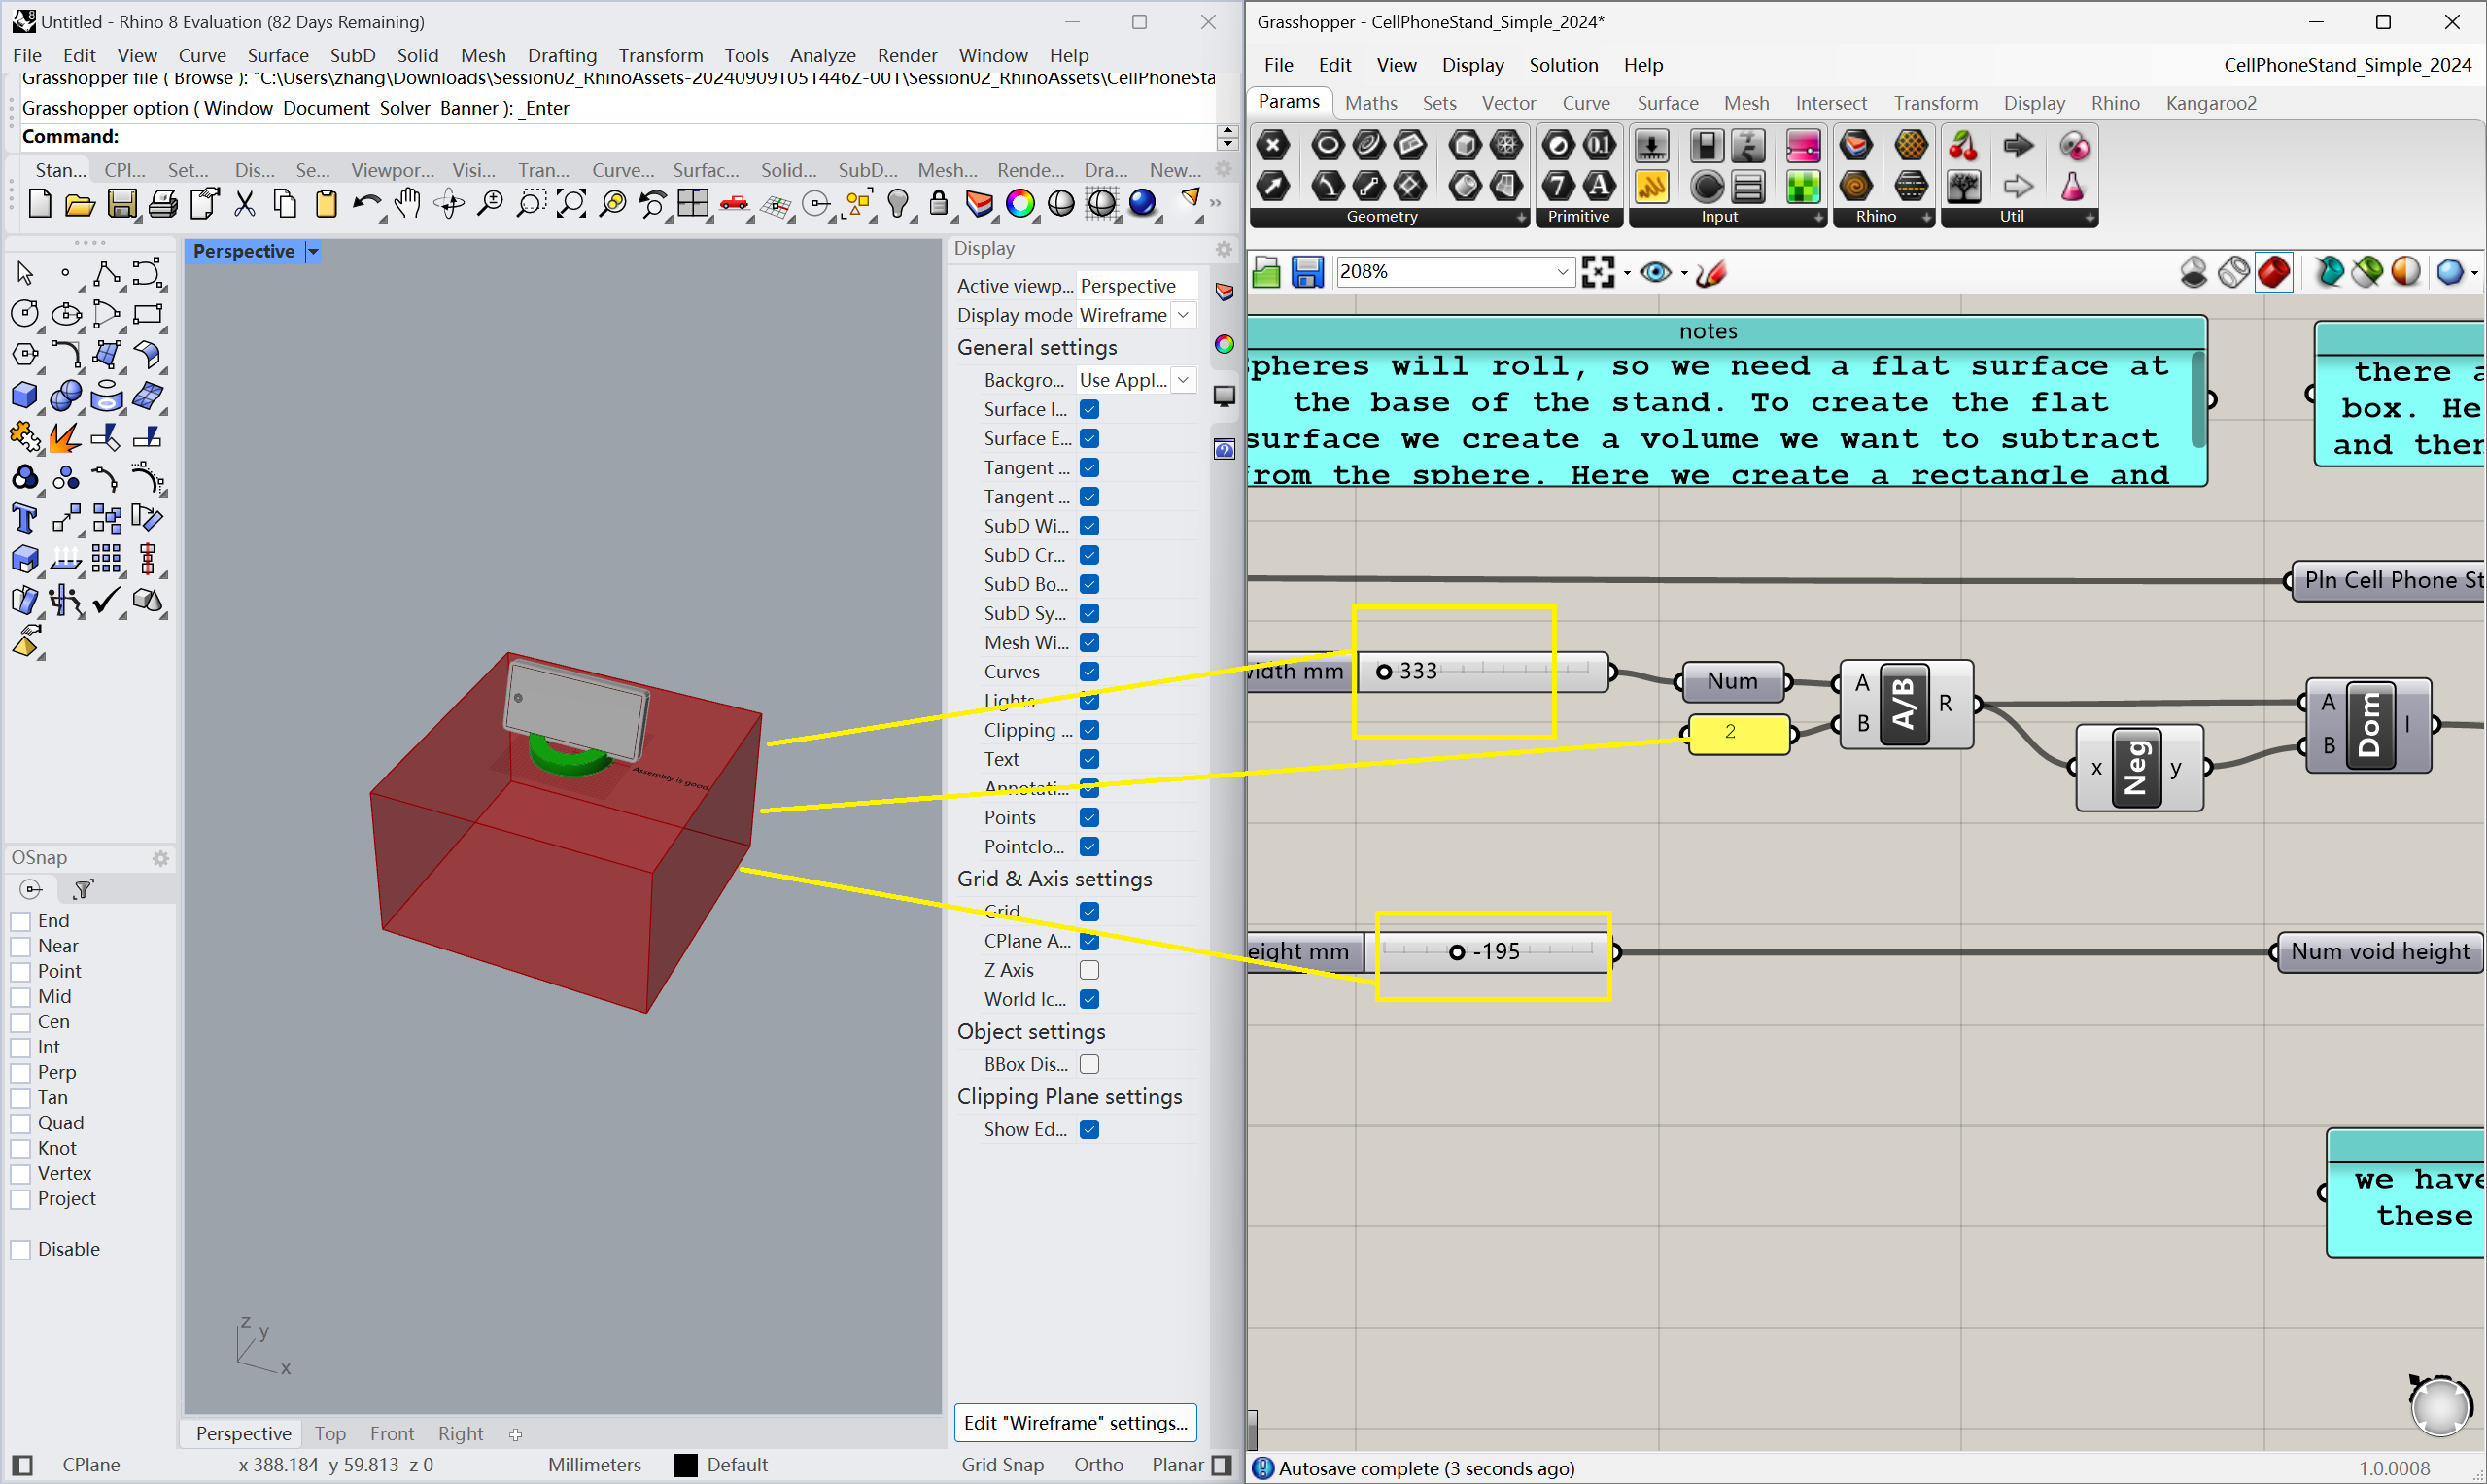 Untitled - Rhino 8 Evaluation (82 Days Remaining)
File Edit View Curve Surface SubD Solid Mesh Drafting Transform Tools Analyze Render Window Help
Grasshopper file ( Browse ): "C:\Users\zhang\Downloads\Session02_RhinoAssets-20240909T051446Z-001\Session02_RhinoAssets\CellPhoneSta
Grasshopper option ( Window Document Solver Banner ): _Enter
Command:
Stan... CPl... Set... Dis... Se... Viewpor... Visi... Tran... Curve... Surfac... Solid... SubD... Mesh... Rende... Dra... New...
Perspective
Assembly is good
z
y
x
OSnap
End
Near
Point
Mid
Cen
Int
Perp
Tan
Quad
Knot
Vertex
Project
Disable
Display
Active viewp... Perspective
Display mode Wireframe
General settings
Backgro... Use Appl...
Surface I...
Surface E...
Tangent ...
Tangent ...
SubD Wi...
SubD Cr...
SubD Bo...
SubD Sy...
Mesh Wi...
Curves
Lights
Clipping ...
Text
Annotati...
Points
Pointclo...
Grid & Axis settings
Grid
CPlane A...
Z Axis
World Ic...
Object settings
BBox Dis...
Clipping Plane settings
Show Ed...
Edit "Wireframe" settings...
Perspective Top Front Right
CPlane x 388.184 y 59.813 z 0 Millimeters Default Grid Snap Ortho Planar
Grasshopper - CellPhoneStand_Simple_2024*
File Edit View Display Solution Help CellPhoneStand_Simple_2024
Params Maths Sets Vector Curve Surface Mesh Intersect Transform Display Rhino Kangaroo2
Geometry Primitive Input Rhino Util
208%
notes
pheres will roll, so we need a flat surface at
the base of the stand. To create the flat
surface we create a volume we want to subtract
rom the sphere. Here we create a rectangle and
there a
box. He
and then
Pln Cell Phone St
width mm 333
Num
2
A
B
A/B
R
x
Neg
y
A
B
Dom
I
eight mm -195
Num void height
we have
these
Autosave complete (3 seconds ago)
1.0.0008